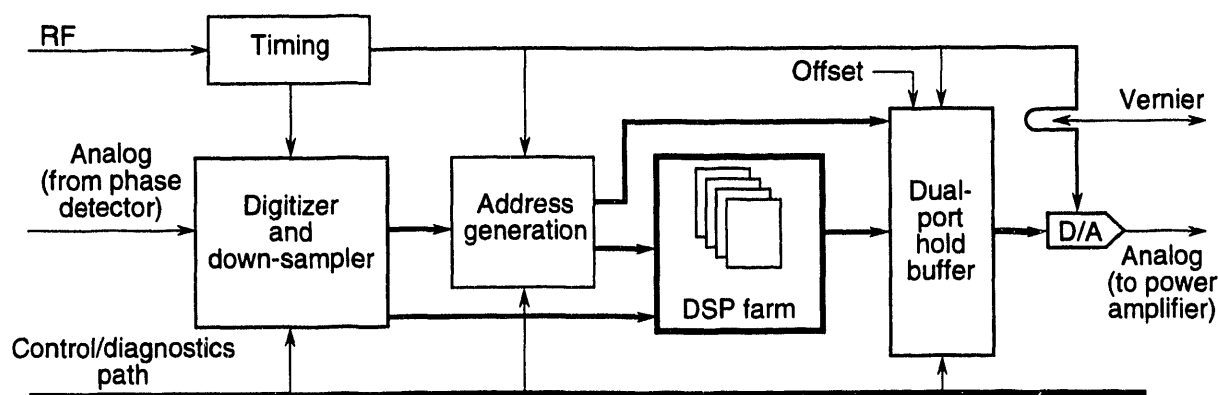 RF
Timing
Offset
Vernier
Analog
(from phase
detector)
Digitizer
and
down-sampler
Address
generation
DSP farm
Dual-
port
hold
buffer
D/A
Analog
(to power
amplifier)
Control/diagnostics
path